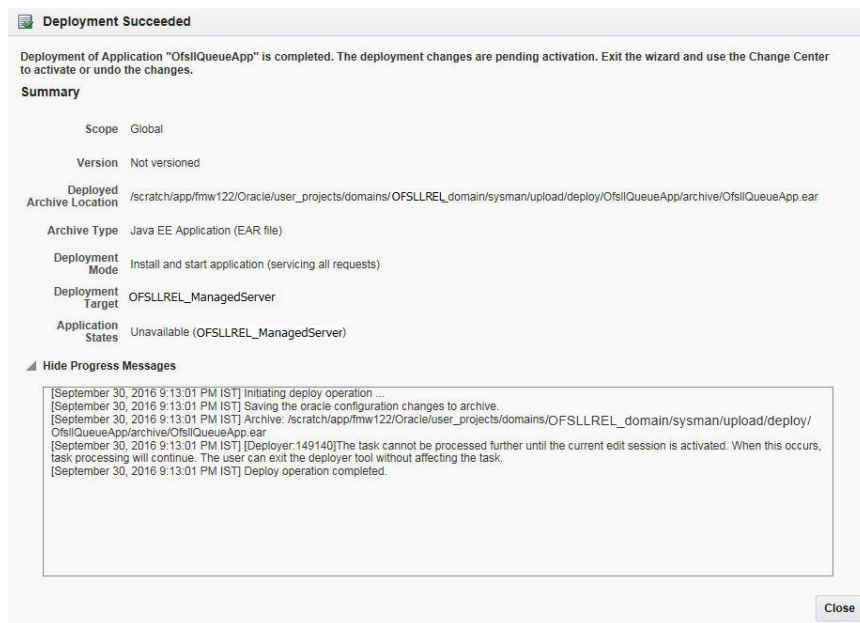 Deployment Succeeded
Deployment of Application "OfsllQueueApp" is completed. The deployment changes are pending activation. Exit the wizard and use the Change Center
to activate or undo the changes.
Summary
Scope Global
Version Not versioned
Deployed
Archive Location /scratch/app/fmw122/Oracle/user_projects/domains/OFSLLREL_domain/sysman/upload/deploy/OfsllQueueApp/archive/OfsllQueueApp.ear
Archive Type Java EE Application (EAR file)
Deployment
Mode Install and start application (servicing all requests)
Deployment
Target OFSLLREL_ManagedServer
Application
States Unavailable (OFSLLREL_ManagedServer)
Hide Progress Messages
[September 30, 2016 9:13:01 PM IST] Initiating deploy operation ...
[September 30, 2016 9:13:01 PM IST] Saving the oracle configuration changes to archive.
[September 30, 2016 9:13:01 PM IST] Archive: /scratch/app/fmw122/Oracle/user_projects/domains/OFSLLREL_domain/sysman/upload/deploy/
OfsllQueueApp/archive/OfsllQueueApp.ear
[September 30, 2016 9:13:01 PM IST] [Deployer:149140]The task cannot be processed further until the current edit session is activated. When this occurs,
task processing will continue. The user can exit the deployer tool without affecting the task.
[September 30, 2016 9:13:01 PM IST] Deploy operation completed.
Close